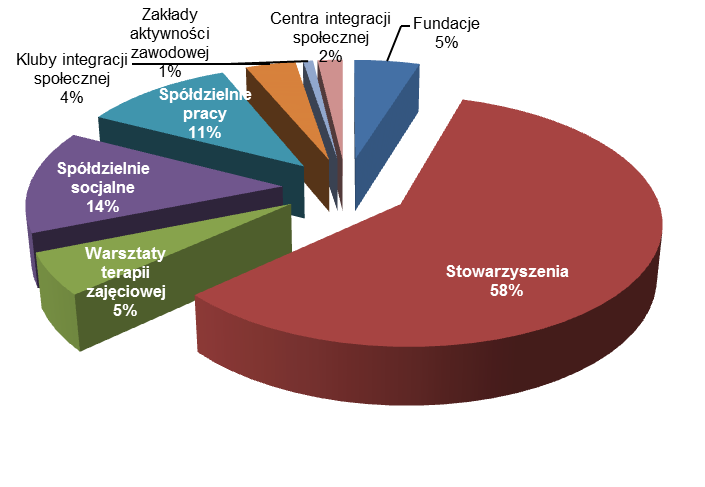 Zakłady
aktywności
zawodowej
1%
Centra integracji
społecznej
2%
Fundacje
5%
Kluby integracji
społecznej
4%
Spółdzielnie
pracy
11%
Spółdzielnie
socjalne
14%
Warsztaty
terapii
zajęciowej
5%
Stowarzyszenia
58%